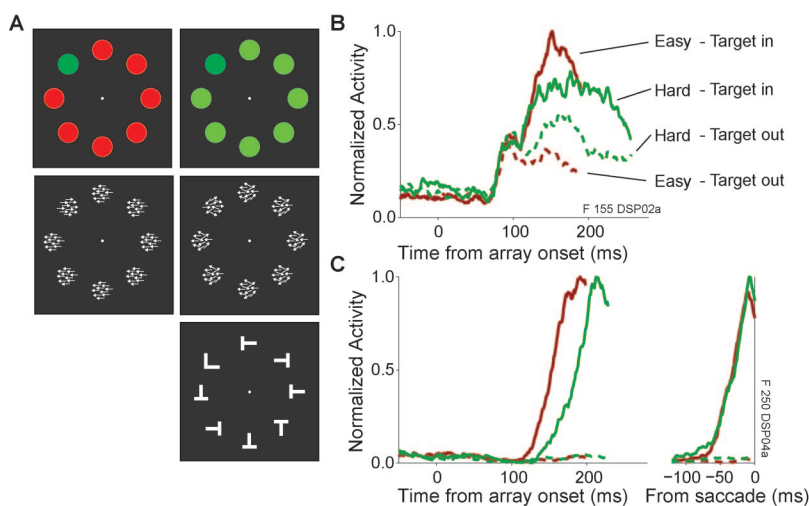 A
B
1.0
0.5
0.0
Normalized Activity
Easy - Target in
Hard - Target in
Hard - Target out
Easy - Target out
F 155 DSP02a
0
100
200
Time from array onset (ms)
C
1.0
0.5
0.0
Normalized Activity
0
100
200
Time from array onset (ms)
−100
−50
0
From saccade (ms)
F 250 DSP04a